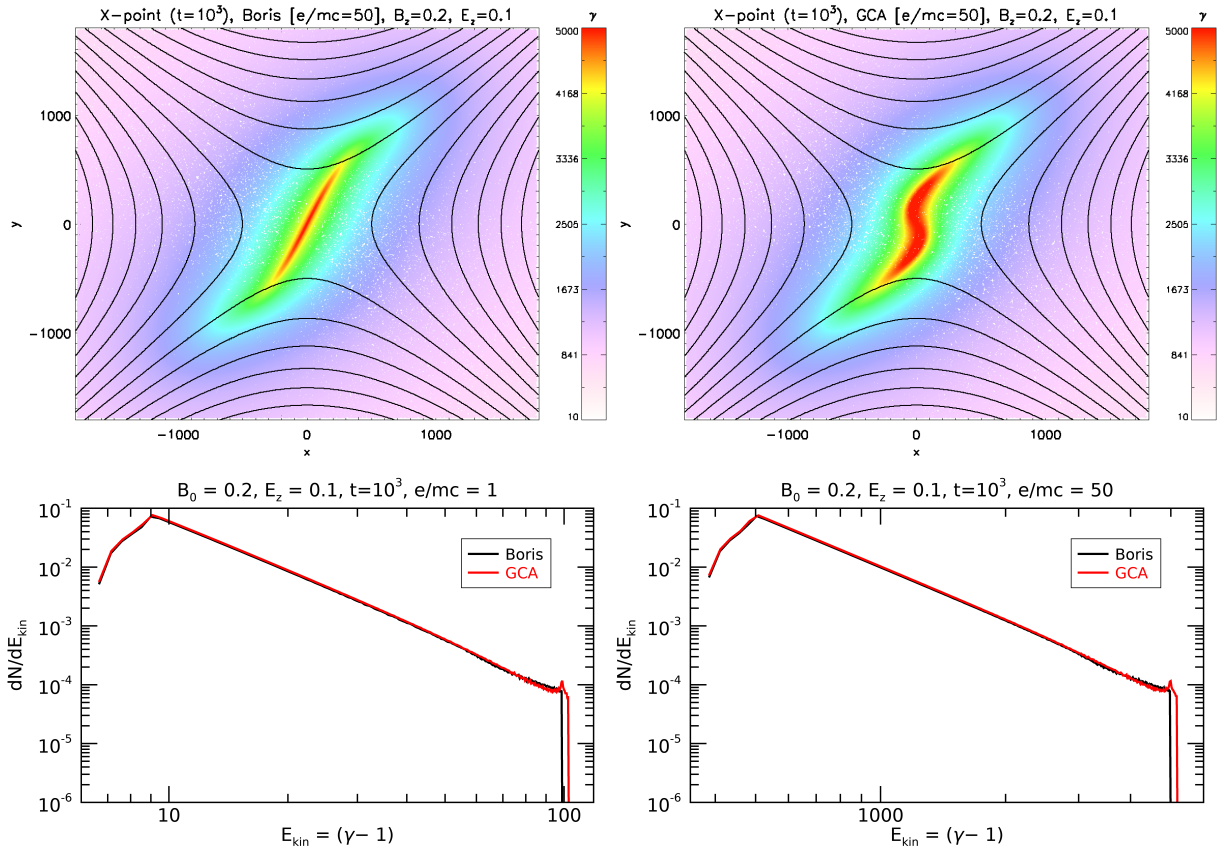 X-point (t=10³), Boris [e/mc=50], B_z=0.2, E_z=0.1
γ
5000
4168
3336
2505
1673
841
10
1000
0
-1000
y
-1000
0
1000
x
X-point (t=10³), GCA [e/mc=50], B_z=0.2, E_z=0.1
γ
5000
4168
3336
2505
1673
841
10
1000
0
-1000
y
-1000
0
1000
x
B_0 = 0.2, E_z = 0.1, t=10³, e/mc = 1
10⁻¹
10⁻²
10⁻³
10⁻⁴
10⁻⁵
10⁻⁶
dN/dE_kin
Boris
GCA
10
100
E_kin = (γ− 1)
B_0 = 0.2, E_z = 0.1, t=10³, e/mc = 50
10⁻¹
10⁻²
10⁻³
10⁻⁴
10⁻⁵
10⁻⁶
dN/dE_kin
Boris
GCA
1000
E_kin = (γ− 1)